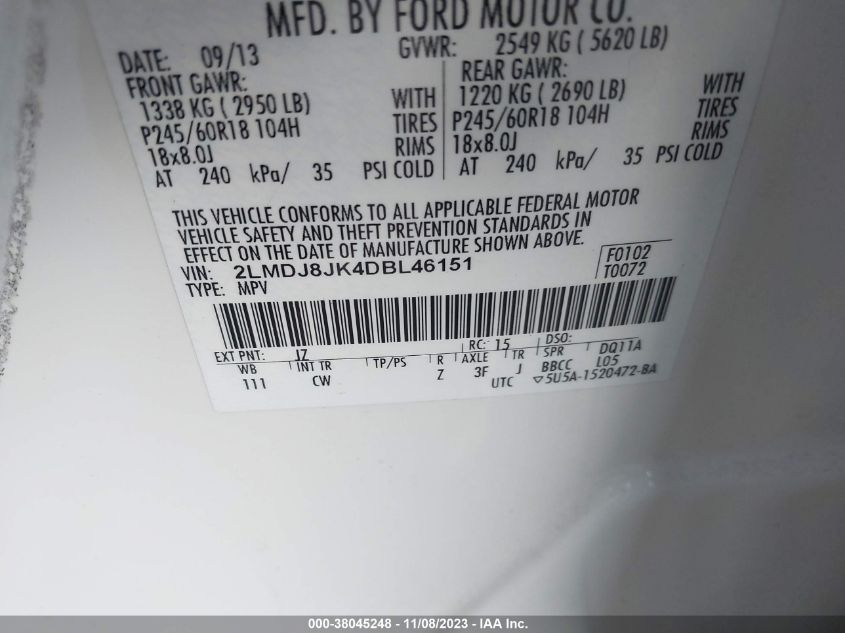 MFD. BY FORD MOTOR CO.
DATE: 09/13 GVWR: 2549 KG ( 5620 LB)
FRONT GAWR: REAR GAWR:
1338 KG ( 2950 LB) WITH 1220 KG ( 2690 LB) WITH
P245/60R18 104H TIRES P245/60R18 104H TIRES
18x8.0J RIMS 18x8.0J RIMS
AT 240 kPa/ 35 PSI COLD AT 240 kPa/ 35 PSI COLD
THIS VEHICLE CONFORMS TO ALL APPLICABLE FEDERAL MOTOR
VEHICLE SAFETY AND THEFT PREVENTION STANDARDS IN
EFFECT ON THE DATE OF MANUFACTURE SHOWN ABOVE.
VIN: 2LMDJ8JK4DBL46151 F0102
TYPE: MPV T0072
EXT PNT: JZ RC: 15 DSO:
WB INT TR TP/PS R AXLE TR SPR DQ11A
111 CW Z 3F J BBCC L05
UTC ▽5U5A-1520472-BA
000-38045248 - 11/08/2023 - © IAA Inc.